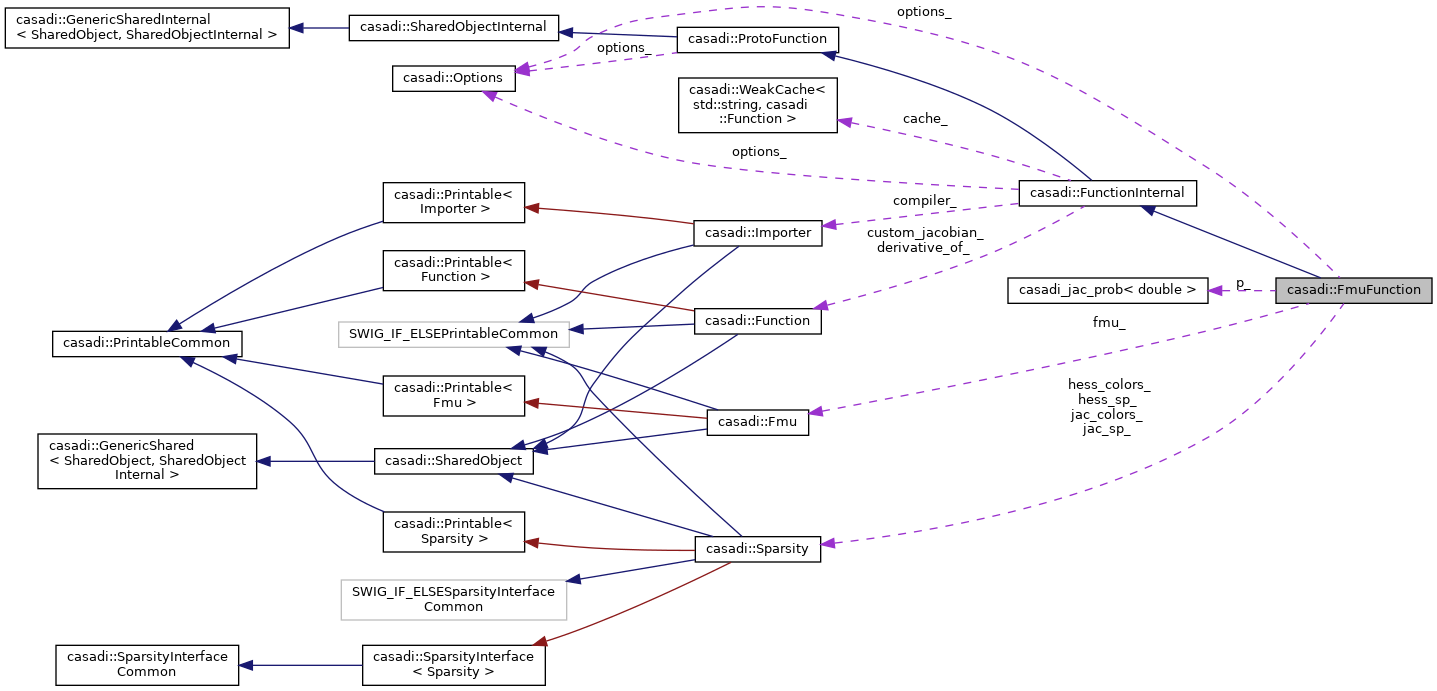 casadi::GenericSharedInternal
< SharedObject, SharedObjectInternal >
casadi::SharedObjectInternal
options_
casadi::ProtoFunction
options_
casadi::Options
casadi::WeakCache<
std::string, casadi
::Function >
cache_
options_
casadi::FunctionInternal
casadi::Printable<
Importer >
compiler_
casadi::Importer
custom_jacobian_
derivative_of_
casadi::Printable<
Function >
casadi_jac_prob< double >
p_
casadi::FmuFunction
casadi::Function
fmu_
SWIG_IF_ELSEPrintableCommon
casadi::PrintableCommon
casadi::Printable<
Fmu >
hess_colors_
hess_sp_
jac_colors_
jac_sp_
casadi::Fmu
casadi::GenericShared
< SharedObject, SharedObject
Internal >
casadi::SharedObject
casadi::Printable<
Sparsity >
casadi::Sparsity
SWIG_IF_ELSESparsityInterface
Common
casadi::SparsityInterface
Common
casadi::SparsityInterface
< Sparsity >